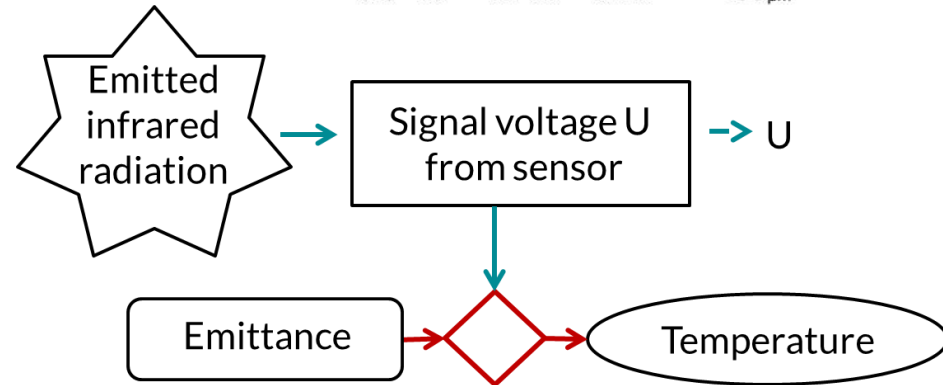 Emitted
infrared
radiation
Signal voltage U
from sensor
U
Emittance
Temperature